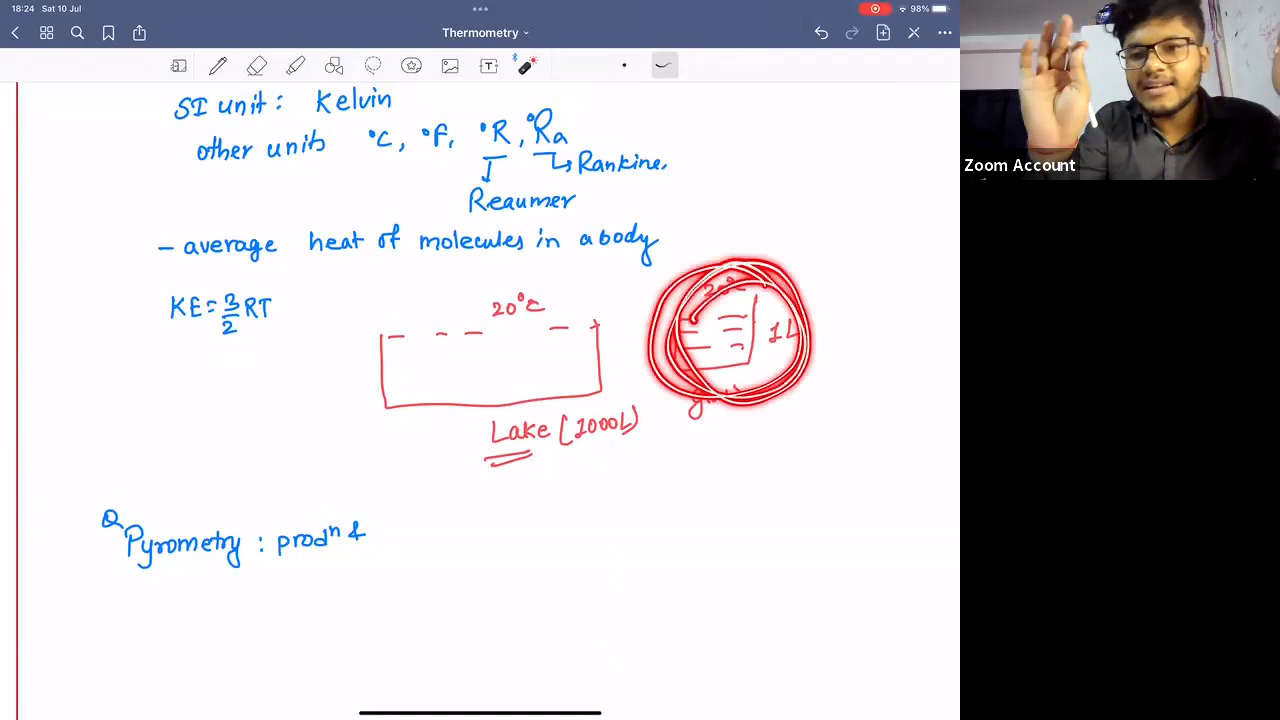 18:24 Sat 10 Jul
98%
Thermometry
SI unit : Kelvin
other units °C, °F, °R, °Ra
Rankine.
Reaumer
- average heat of molecules in a body
KE = 3/2 RT
20°C
1L
Lake (1000L)
Q Pyrometry : prodⁿ &
Zoom Account